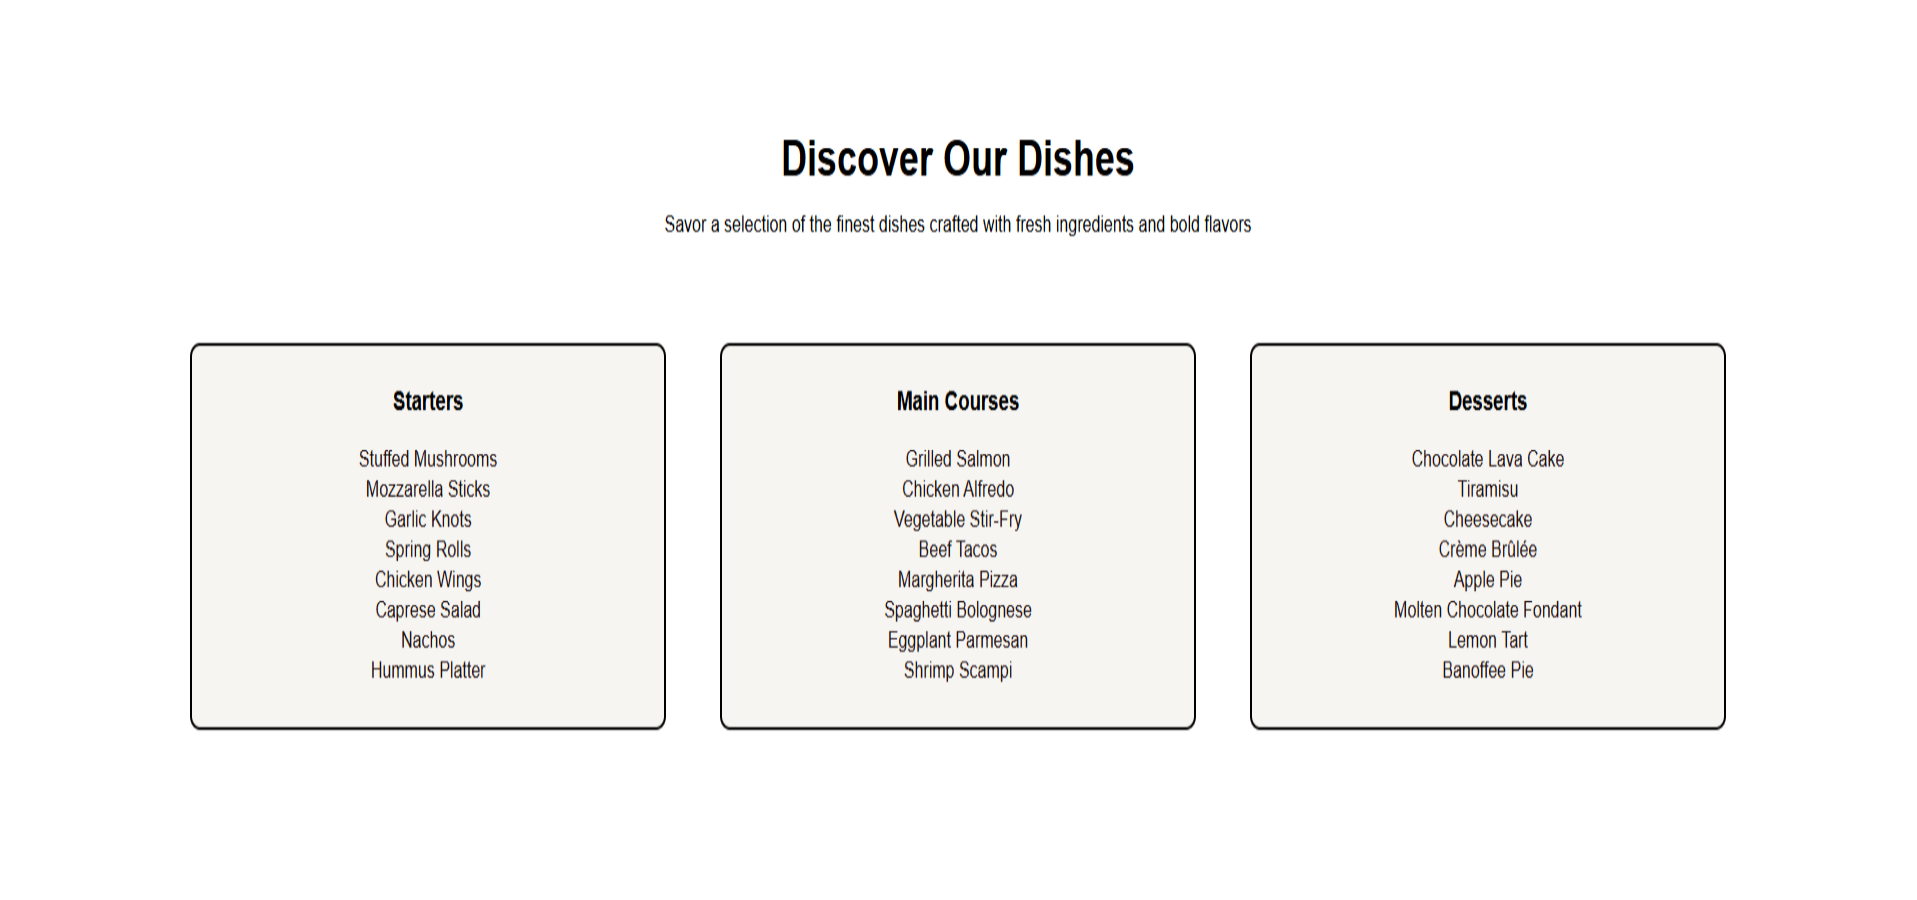 Discover Our Dishes
Savor a selection of the finest dishes crafted with fresh ingredients and bold flavors
Starters
Stuffed Mushrooms
Mozzarella Sticks
Garlic Knots
Spring Rolls
Chicken Wings
Caprese Salad
Nachos
Hummus Platter
Main Courses
Grilled Salmon
Chicken Alfredo
Vegetable Stir-Fry
Beef Tacos
Margherita Pizza
Spaghetti Bolognese
Eggplant Parmesan
Shrimp Scampi
Desserts
Chocolate Lava Cake
Tiramisu
Cheesecake
Crème Brûlée
Apple Pie
Molten Chocolate Fondant
Lemon Tart
Banoffee Pie